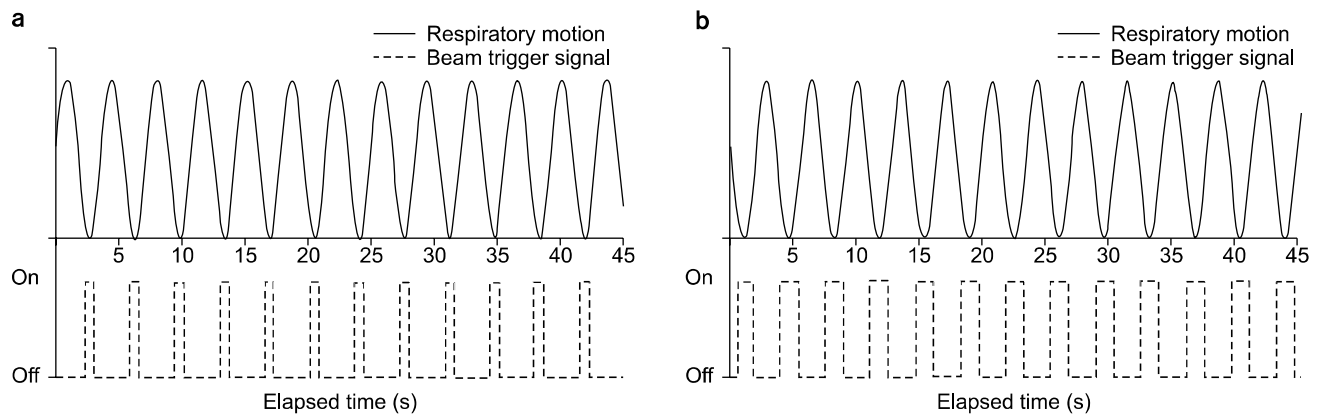 a
Respiratory motion
Beam trigger signal
5 10 15 20 25 30 35 40 45
On
Off
Elapsed time (s)
b
Respiratory motion
Beam trigger signal
5 10 15 20 25 30 35 40 45
On
Off
Elapsed time (s)